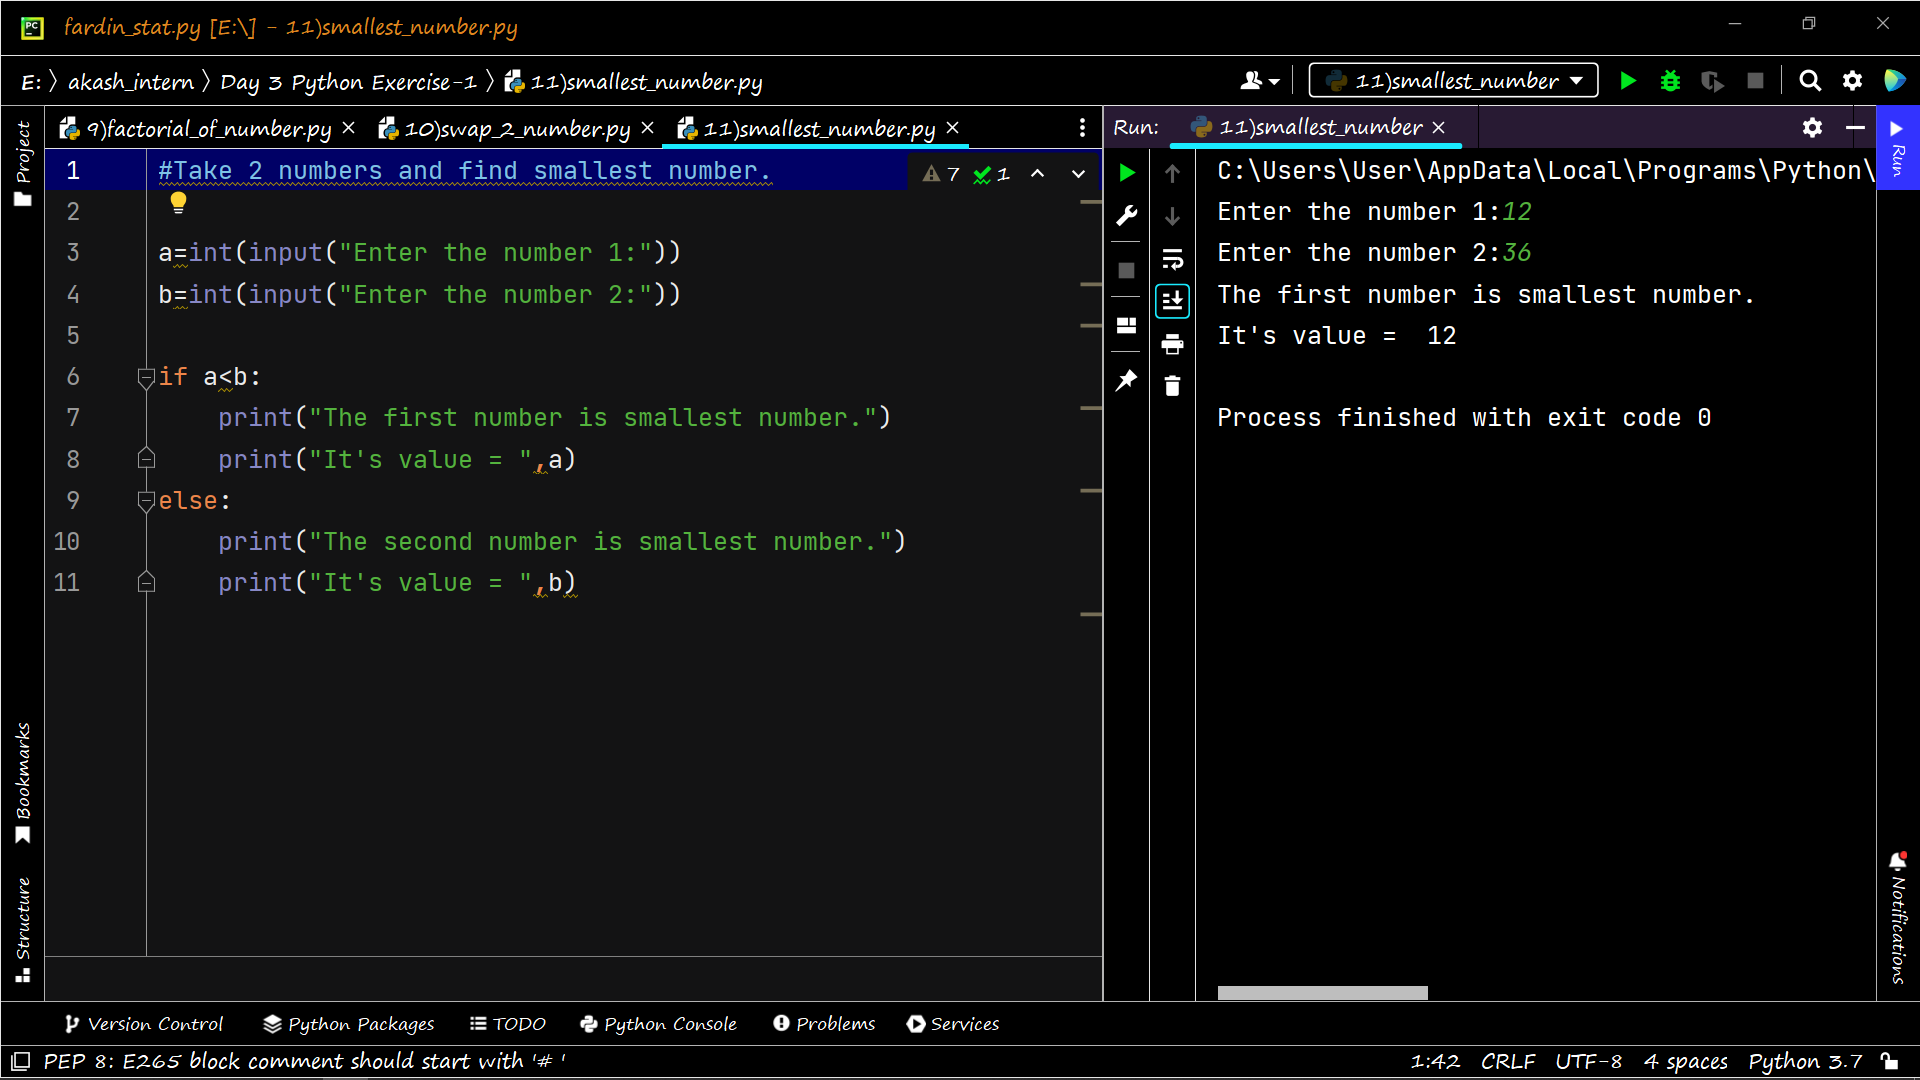 fardin_stat.py [E:\] - 11)smallest_number.py
E: akash_intern Day 3 Python Exercise-1 11)smallest_number.py
11)smallest_number
9)factorial_of_number.py
10)swap_2_number.py
11)smallest_number.py
Run: 11)smallest_number
Project
Bookmarks
Structure
7 1
1 #Take 2 numbers and find smallest number.
2
3 a=int(input("Enter the number 1:"))
4 b=int(input("Enter the number 2:"))
5
6 if a<b:
7 print("The first number is smallest number.")
8 print("It's value = ",a)
9 else:
10 print("The second number is smallest number.")
11 print("It's value = ",b)
C:\Users\User\AppData\Local\Programs\Python\
Enter the number 1:12
Enter the number 2:36
The first number is smallest number.
It's value =  12
Process finished with exit code 0
Run
Notifications
Version Control Python Packages TODO Python Console Problems Services
PEP 8: E265 block comment should start with '# '
1:42 CRLF UTF-8 4 spaces Python 3.7